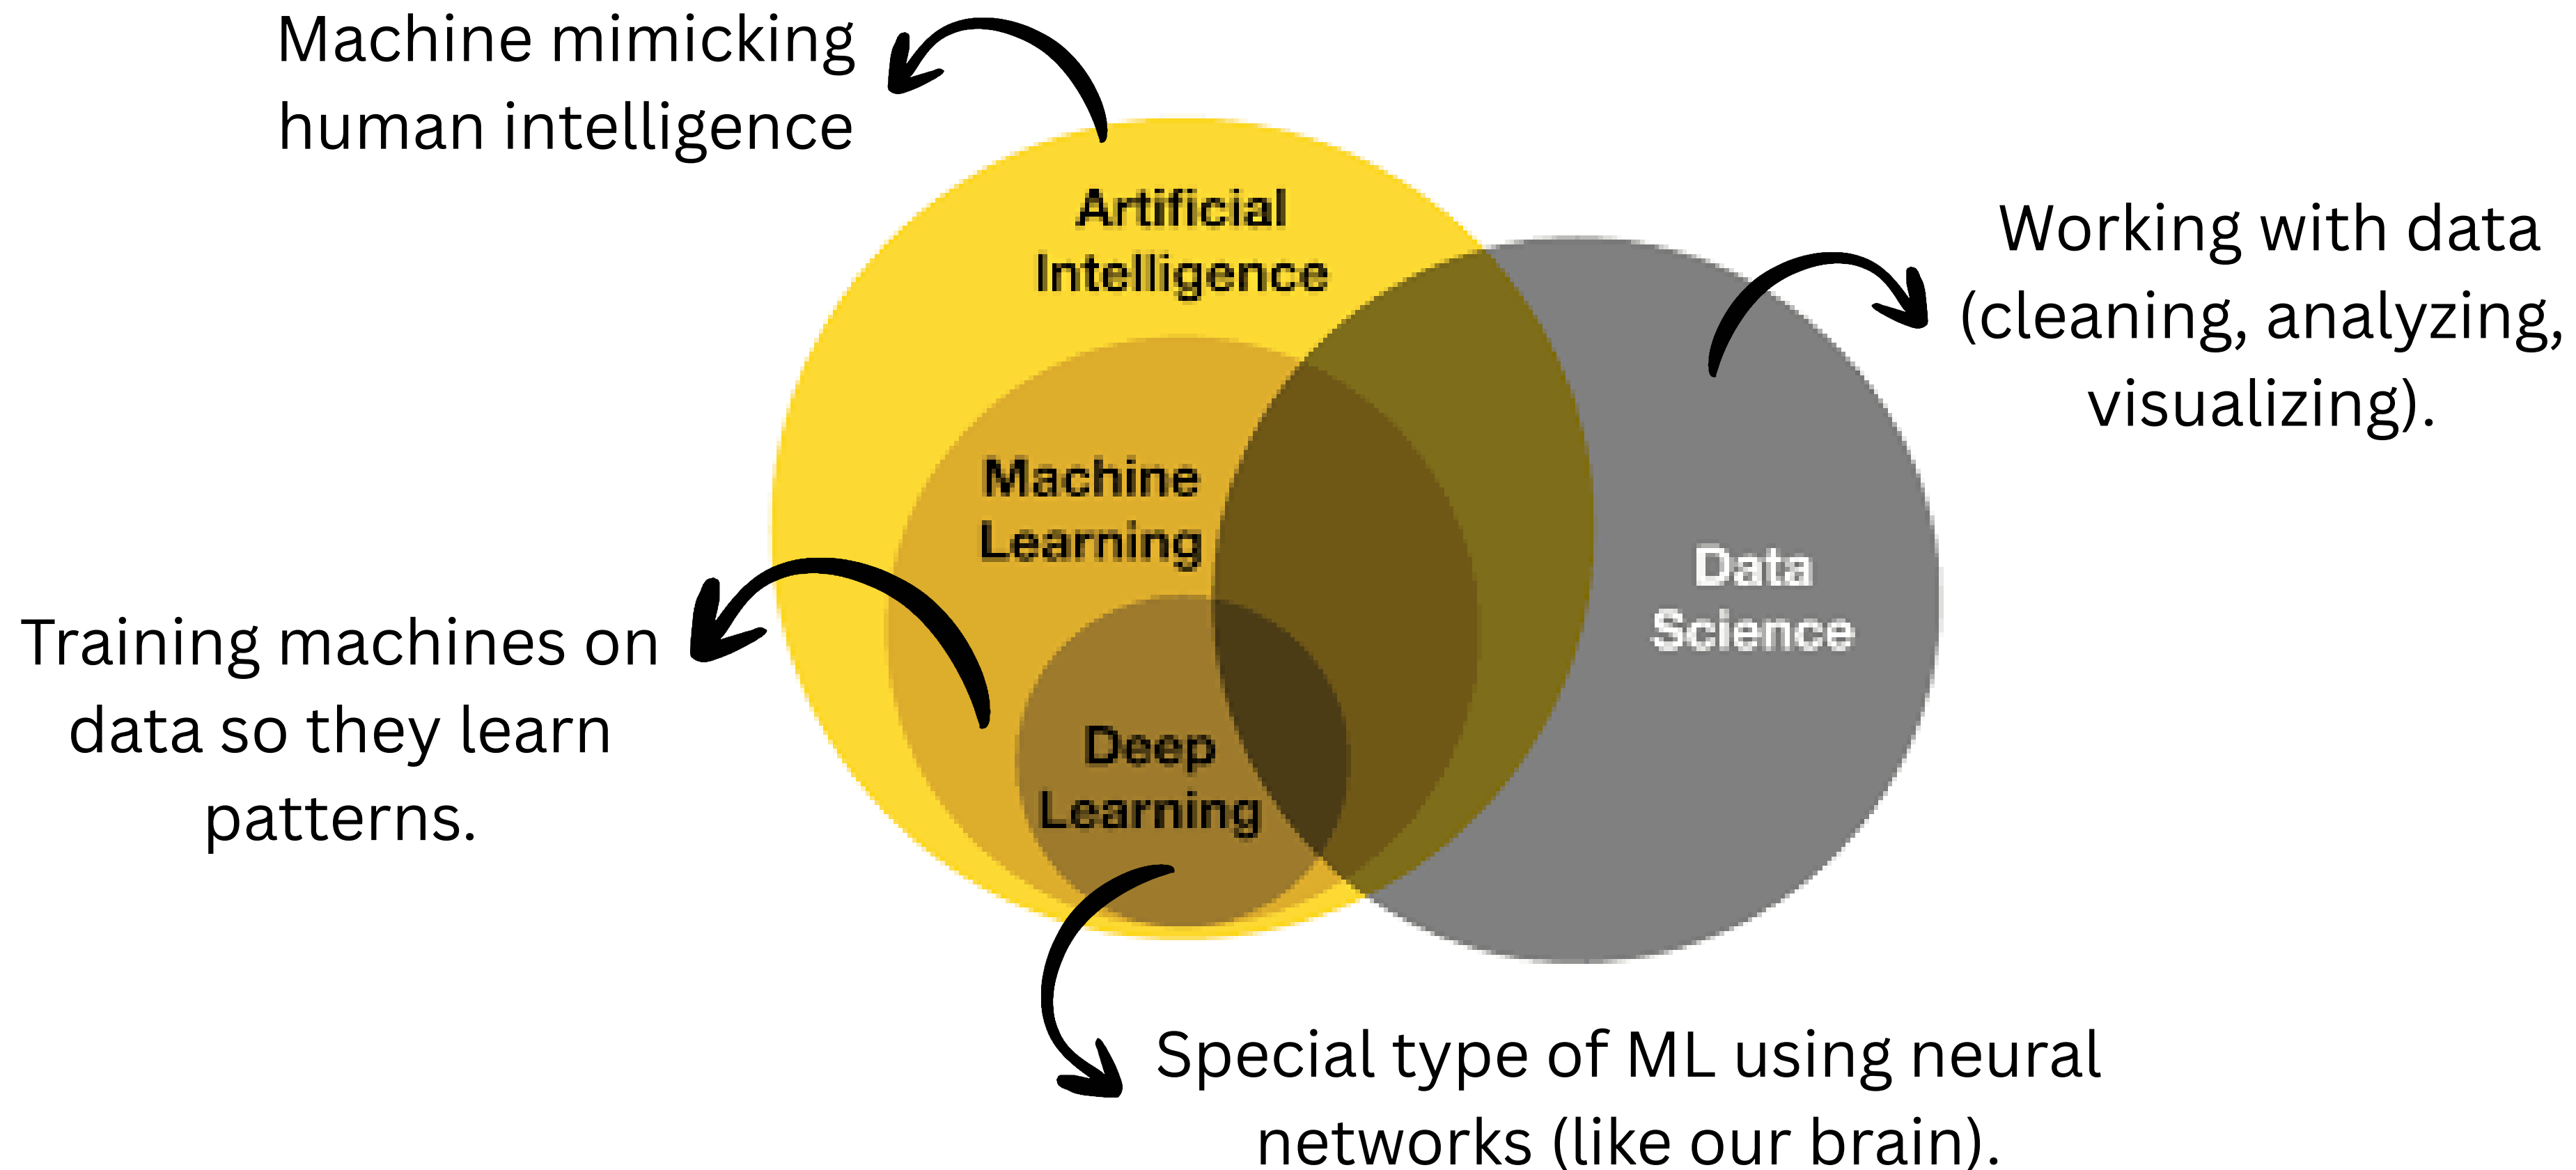 Machine mimicking
human intelligence
Artificial
Intelligence
Working with data
(cleaning, analyzing,
visualizing).
Machine
Learning
Data
Science
Training machines on
data so they learn
patterns.
Deep
Learning
Special type of ML using neural
networks (like our brain).